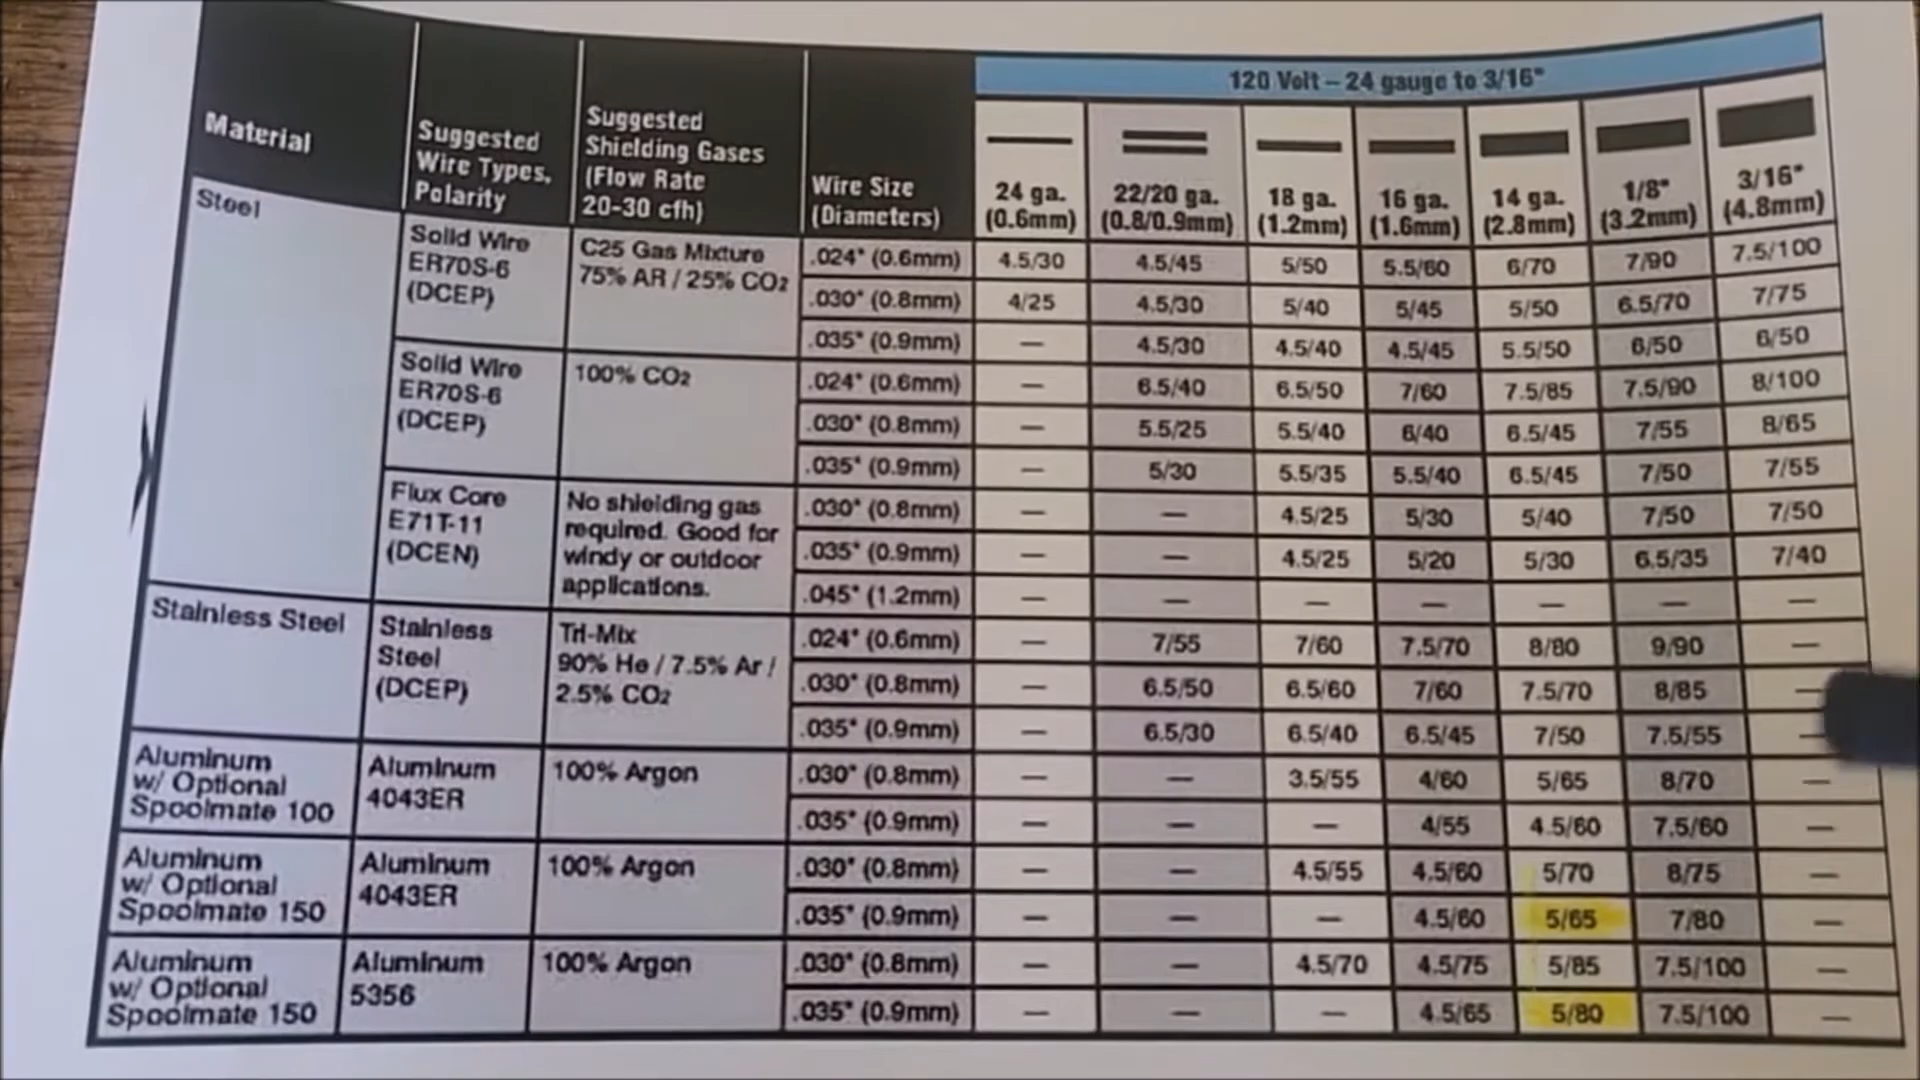 120 Volt – 24 gauge to 3/16"
Material
Suggested
Wire Types,
Polarity
Suggested
Shielding Gases
(Flow Rate
20-30 cfh)
Wire Size
(Diameters)
24 ga.
(0.6mm)
22/20 ga.
(0.8/0.9mm)
18 ga.
(1.2mm)
16 ga.
(1.6mm)
14 ga.
(2.8mm)
1/8"
(3.2mm)
3/16"
(4.8mm)
Steel
Solid Wire
ER70S-6
(DCEP)
C25 Gas Mixture
75% AR / 25% CO2
.024" (0.6mm) 4.5/30 4.5/45 5/50 5.5/60 6/70 7/90 7.5/100
.030" (0.8mm) 4/25 4.5/30 5/40 5/45 5/50 6.5/70 7/75
.035" (0.9mm) — 4.5/30 4.5/40 4.5/45 5.5/50 6/50 6/50
Solid Wire
ER70S-6
(DCEP)
100% CO2
.024" (0.6mm) — 6.5/40 6.5/50 7/60 7.5/85 7.5/90 8/100
.030" (0.8mm) — 5.5/25 5.5/40 6/40 6.5/45 7/55 8/65
.035" (0.9mm) — 5/30 5.5/35 5.5/40 6.5/45 7/50 7/55
Flux Core
E71T-11
(DCEN)
No shielding gas
required. Good for
windy or outdoor
applications.
.030" (0.8mm) — — 4.5/25 5/30 5/40 7/50 7/50
.035" (0.9mm) — — 4.5/25 5/20 5/30 6.5/35 7/40
.045" (1.2mm) — — — — — — —
Stainless Steel
Stainless
Steel
(DCEP)
Tri-Mix
90% He / 7.5% Ar /
2.5% CO2
.024" (0.6mm) — 7/55 7/60 7.5/70 8/80 9/90 —
.030" (0.8mm) — 6.5/50 6.5/60 7/60 7.5/70 8/85 —
.035" (0.9mm) — 6.5/30 6.5/40 6.5/45 7/50 7.5/55 —
Aluminum
w/ Optional
Spoolmate 100
Aluminum
4043ER
100% Argon
.030" (0.8mm) — — 3.5/55 4/60 5/65 8/70 —
.035" (0.9mm) — — — 4/55 4.5/60 7.5/60 —
Aluminum
w/ Optional
Spoolmate 150
Aluminum
4043ER
100% Argon
.030" (0.8mm) — — 4.5/55 4.5/60 5/70 8/75 —
.035" (0.9mm) — — — 4.5/60 5/65 7/80 —
Aluminum
w/ Optional
Spoolmate 150
Aluminum
5356
100% Argon
.030" (0.8mm) — — 4.5/70 4.5/75 5/85 7.5/100 —
.035" (0.9mm) — — — 4.5/65 5/80 7.5/100 —